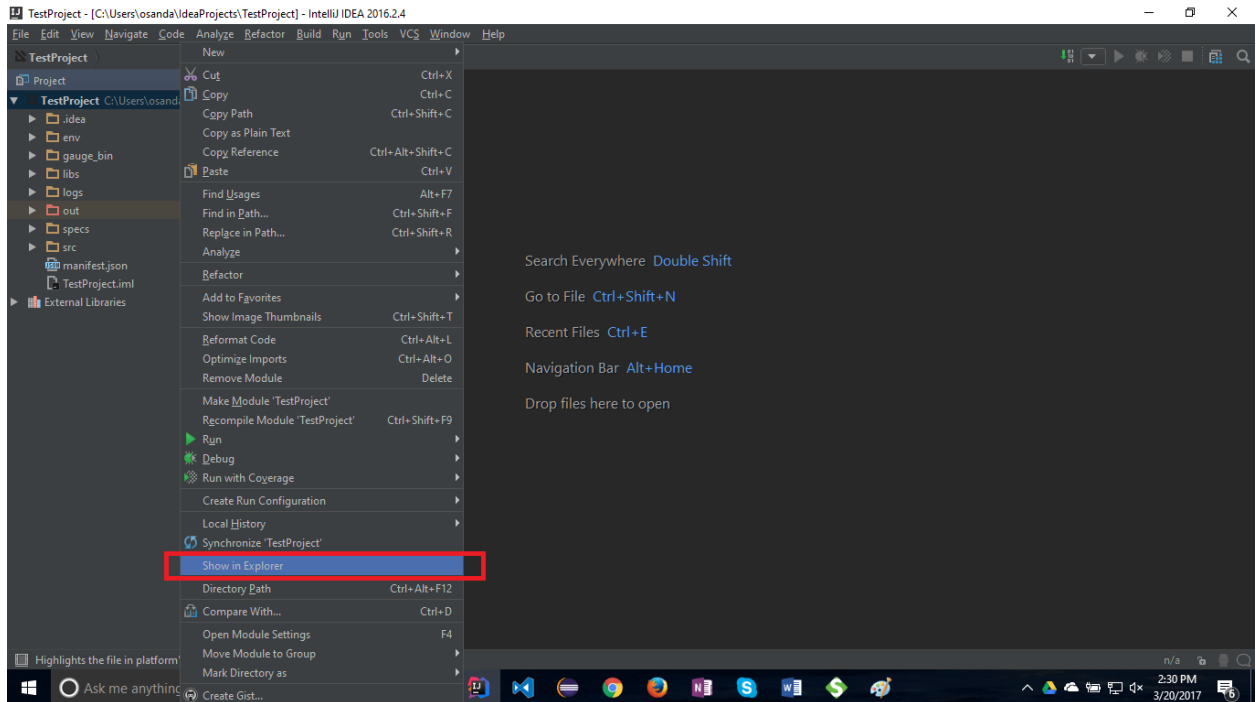 TestProject - [C:\Users\osanda\IdeaProjects\TestProject] - IntelliJ IDEA 2016.2.4
File Edit View Navigate Code Analyze Refactor Build Run Tools VCS Window Help
TestProject
Project
TestProject C:\Users\osanda
.idea
env
gauge_bin
libs
logs
out
specs
src
manifest.json
TestProject.iml
External Libraries
New
Cut Ctrl+X
Copy Ctrl+C
Copy Path Ctrl+Shift+C
Copy as Plain Text
Copy Reference Ctrl+Alt+Shift+C
Paste Ctrl+V
Find Usages Alt+F7
Find in Path... Ctrl+Shift+F
Replace in Path... Ctrl+Shift+R
Analyze
Refactor
Add to Favorites
Show Image Thumbnails Ctrl+Shift+T
Reformat Code Ctrl+Alt+L
Optimize Imports Ctrl+Alt+O
Remove Module Delete
Make Module 'TestProject'
Recompile Module 'TestProject' Ctrl+Shift+F9
Run
Debug
Run with Coverage
Create Run Configuration
Local History
Synchronize 'TestProject'
Show in Explorer
Directory Path Ctrl+Alt+F12
Compare With... Ctrl+D
Open Module Settings F4
Move Module to Group
Mark Directory as
Create Gist...
Search Everywhere Double Shift
Go to File Ctrl+Shift+N
Recent Files Ctrl+E
Navigation Bar Alt+Home
Drop files here to open
Highlights the file in platform'
n/a
Ask me anything
2:30 PM
3/20/2017
6